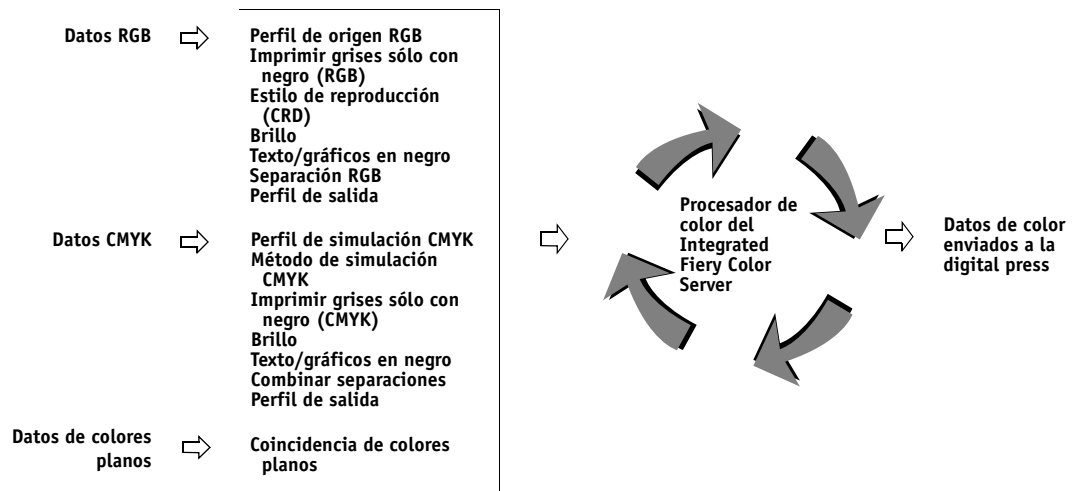 Datos RGB
Perfil de origen RGB
Imprimir grises sólo con
negro (RGB)
Estilo de reproducción
(CRD)
Brillo
Texto/gráficos en negro
Separación RGB
Perfil de salida
Datos CMYK
Perfil de simulación CMYK
Método de simulación
CMYK
Imprimir grises sólo con
negro (CMYK)
Brillo
Texto/gráficos en negro
Combinar separaciones
Perfil de salida
Datos de colores
planos
Coincidencia de colores
planos
Procesador de
color del
Integrated
Fiery Color
Server
Datos de color
enviados a la
digital press